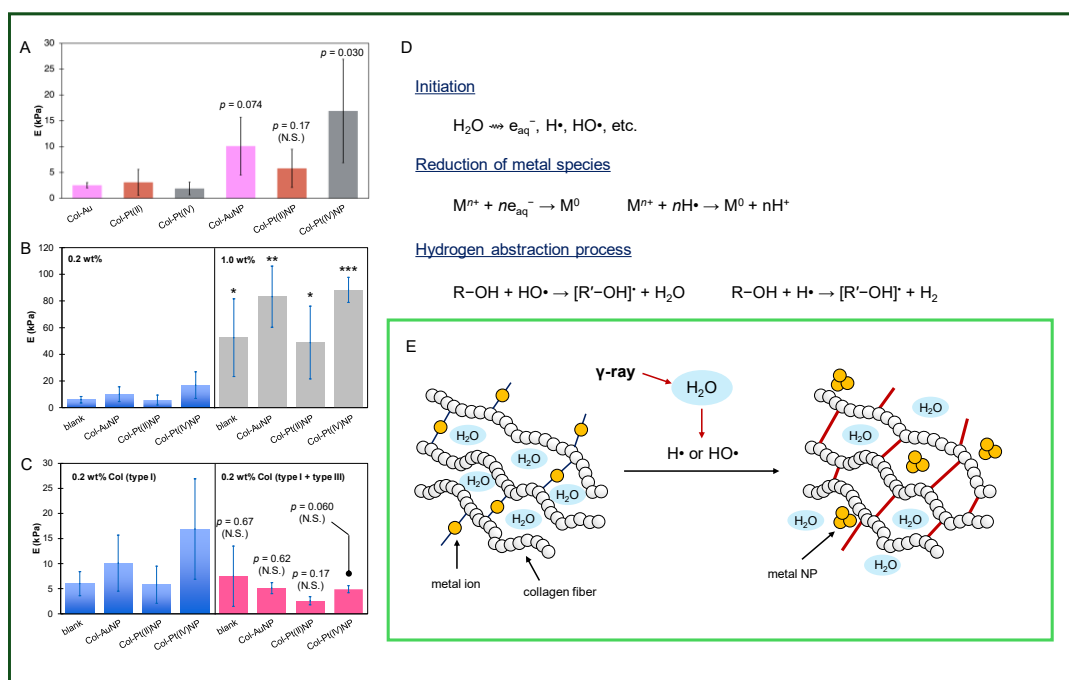 A
E (kPa)
30
25
20
15
10
5
0
p = 0.074
p = 0.17
(N.S.)
p = 0.030
Col-Au
Col-Pt(II)
Col-Pt(IV)
Col-AuNP
Col-Pt(II)NP
Col-Pt(IV)NP
B
E (kPa)
120
100
80
60
40
20
0
0.2 wt%
1.0 wt%
*
**
*
***
blank
Col-AuNP
Col-Pt(II)NP
Col-Pt(IV)NP
blank
Col-AuNP
Col-Pt(II)NP
Col-Pt(IV)NP
C
E (kPa)
30
25
20
15
10
5
0
0.2 wt% Col (type I)
0.2 wt% Col (type I + type III)
p = 0.67
(N.S.)
p = 0.62
(N.S.)
p = 0.17
(N.S.)
p = 0.060
(N.S.)
blank
Col-AuNP
Col-Pt(II)NP
Col-Pt(IV)NP
blank
Col-AuNP
Col-Pt(II)NP
Col-Pt(IV)NP
D
Initiation
H₂O ⇝ e_aq⁻, H•, HO•, etc.
Reduction of metal species
Mⁿ⁺ + ne_aq⁻ → M⁰ Mⁿ⁺ + nH• → M⁰ + nH⁺
Hydrogen abstraction process
R−OH + HO• → [R′−OH]• + H₂O R−OH + H• → [R′−OH]• + H₂
E
γ-ray
H₂O
H• or HO•
H₂O
H₂O
H₂O
H₂O
H₂O
metal ion
collagen fiber
H₂O
H₂O
H₂O
H₂O
H₂O
metal NP